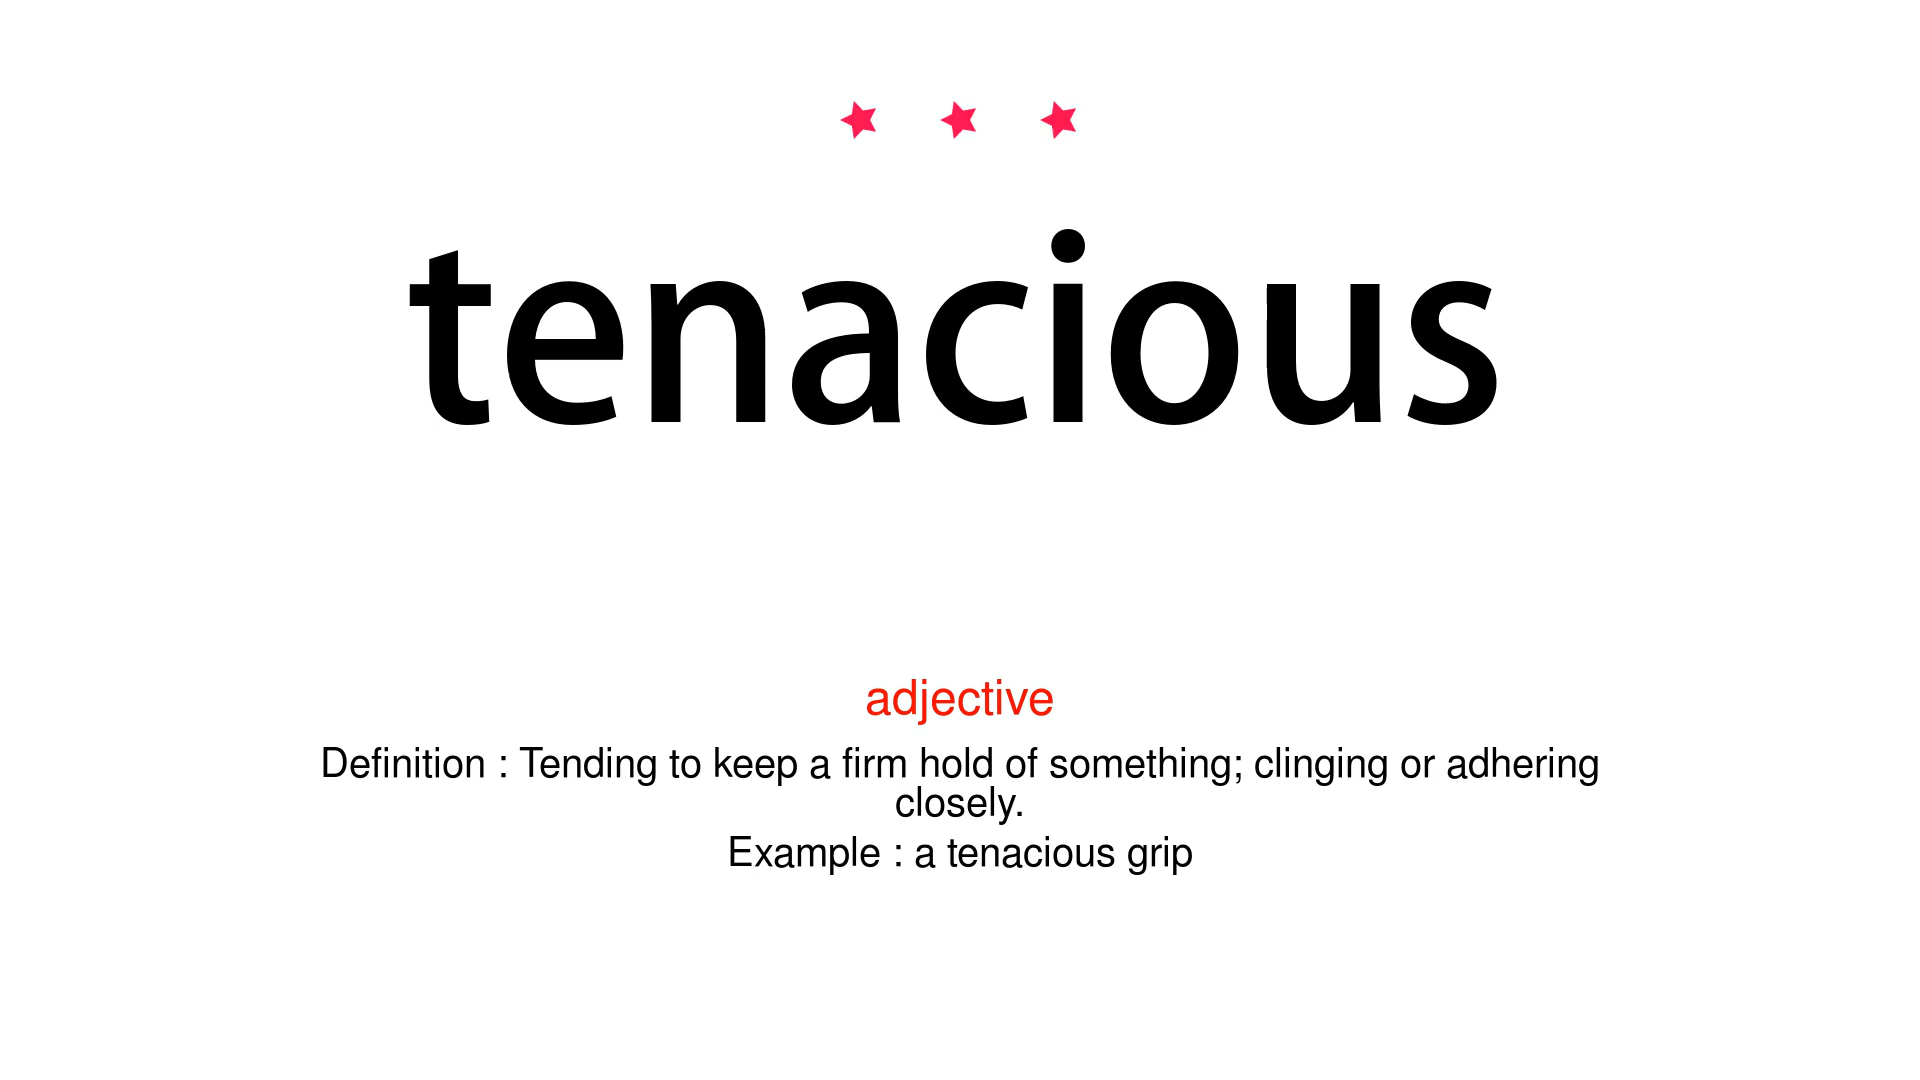 tenacious
adjective
Definition : Tending to keep a firm hold of something; clinging or adhering
closely.
Example : a tenacious grip